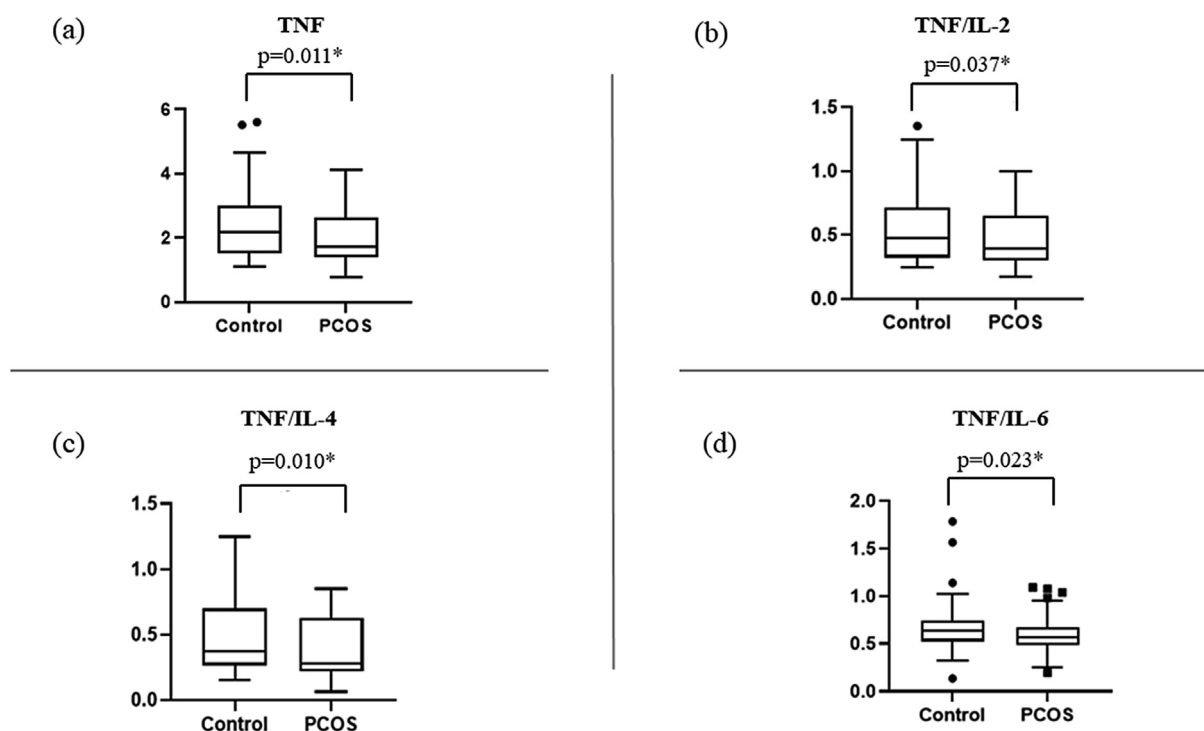 (a)
TNF
p=0.011*
6
4
2
0
Control PCOS
(b)
TNF/IL-2
p=0.037*
1.5
1.0
0.5
0.0
Control PCOS
(c)
TNF/IL-4
p=0.010*
1.5
1.0
0.5
0.0
Control PCOS
(d)
TNF/IL-6
p=0.023*
2.0
1.5
1.0
0.5
0.0
Control PCOS